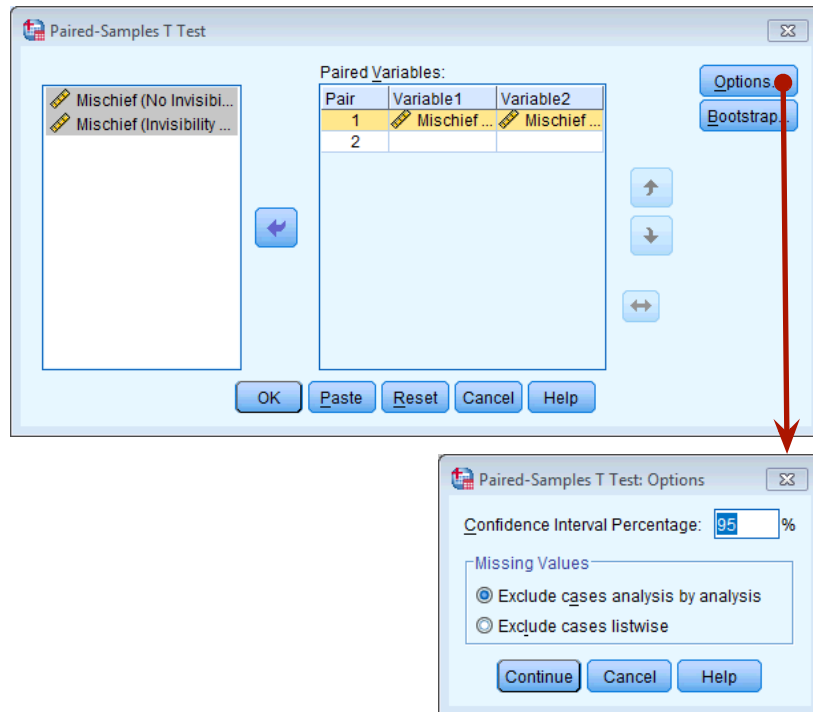 Paired-Samples T Test
Paired Variables:
Mischief (No Invisibi...
Mischief (Invisibility ...
Pair Variable1 Variable2
1 Mischief ... Mischief ...
2
Options...
Bootstrap...
OK Paste Reset Cancel Help
Paired-Samples T Test: Options
Confidence Interval Percentage: 95 %
Missing Values
Exclude cases analysis by analysis
Exclude cases listwise
Continue Cancel Help